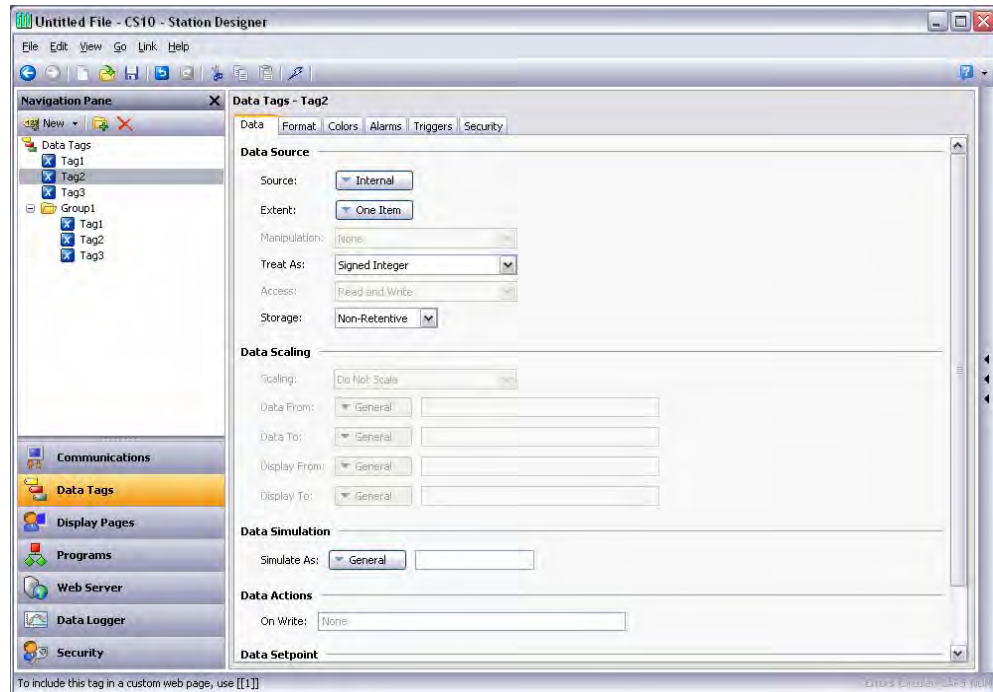 Untitled File - CS10 - Station Designer
File Edit View Go Link Help
Navigation Pane
New
Data Tags
Tag1
Tag2
Tag3
Group1
Tag1
Tag2
Tag3
Communications
Data Tags
Display Pages
Programs
Web Server
Data Logger
Security
Data Tags - Tag2
Data Format Colors Alarms Triggers Security
Data Source
Source: Internal
Extent: One Item
Manipulation: None
Treat As: Signed Integer
Access: Read and Write
Storage: Non-Retentive
Data Scaling
Scaling: Do Not Scale
Data From: General
Data To: General
Display From: General
Display To: General
Data Simulation
Simulate As: General
Data Actions
On Write: None
Data Setpoint
To include this tag in a custom web page, use [[1]]